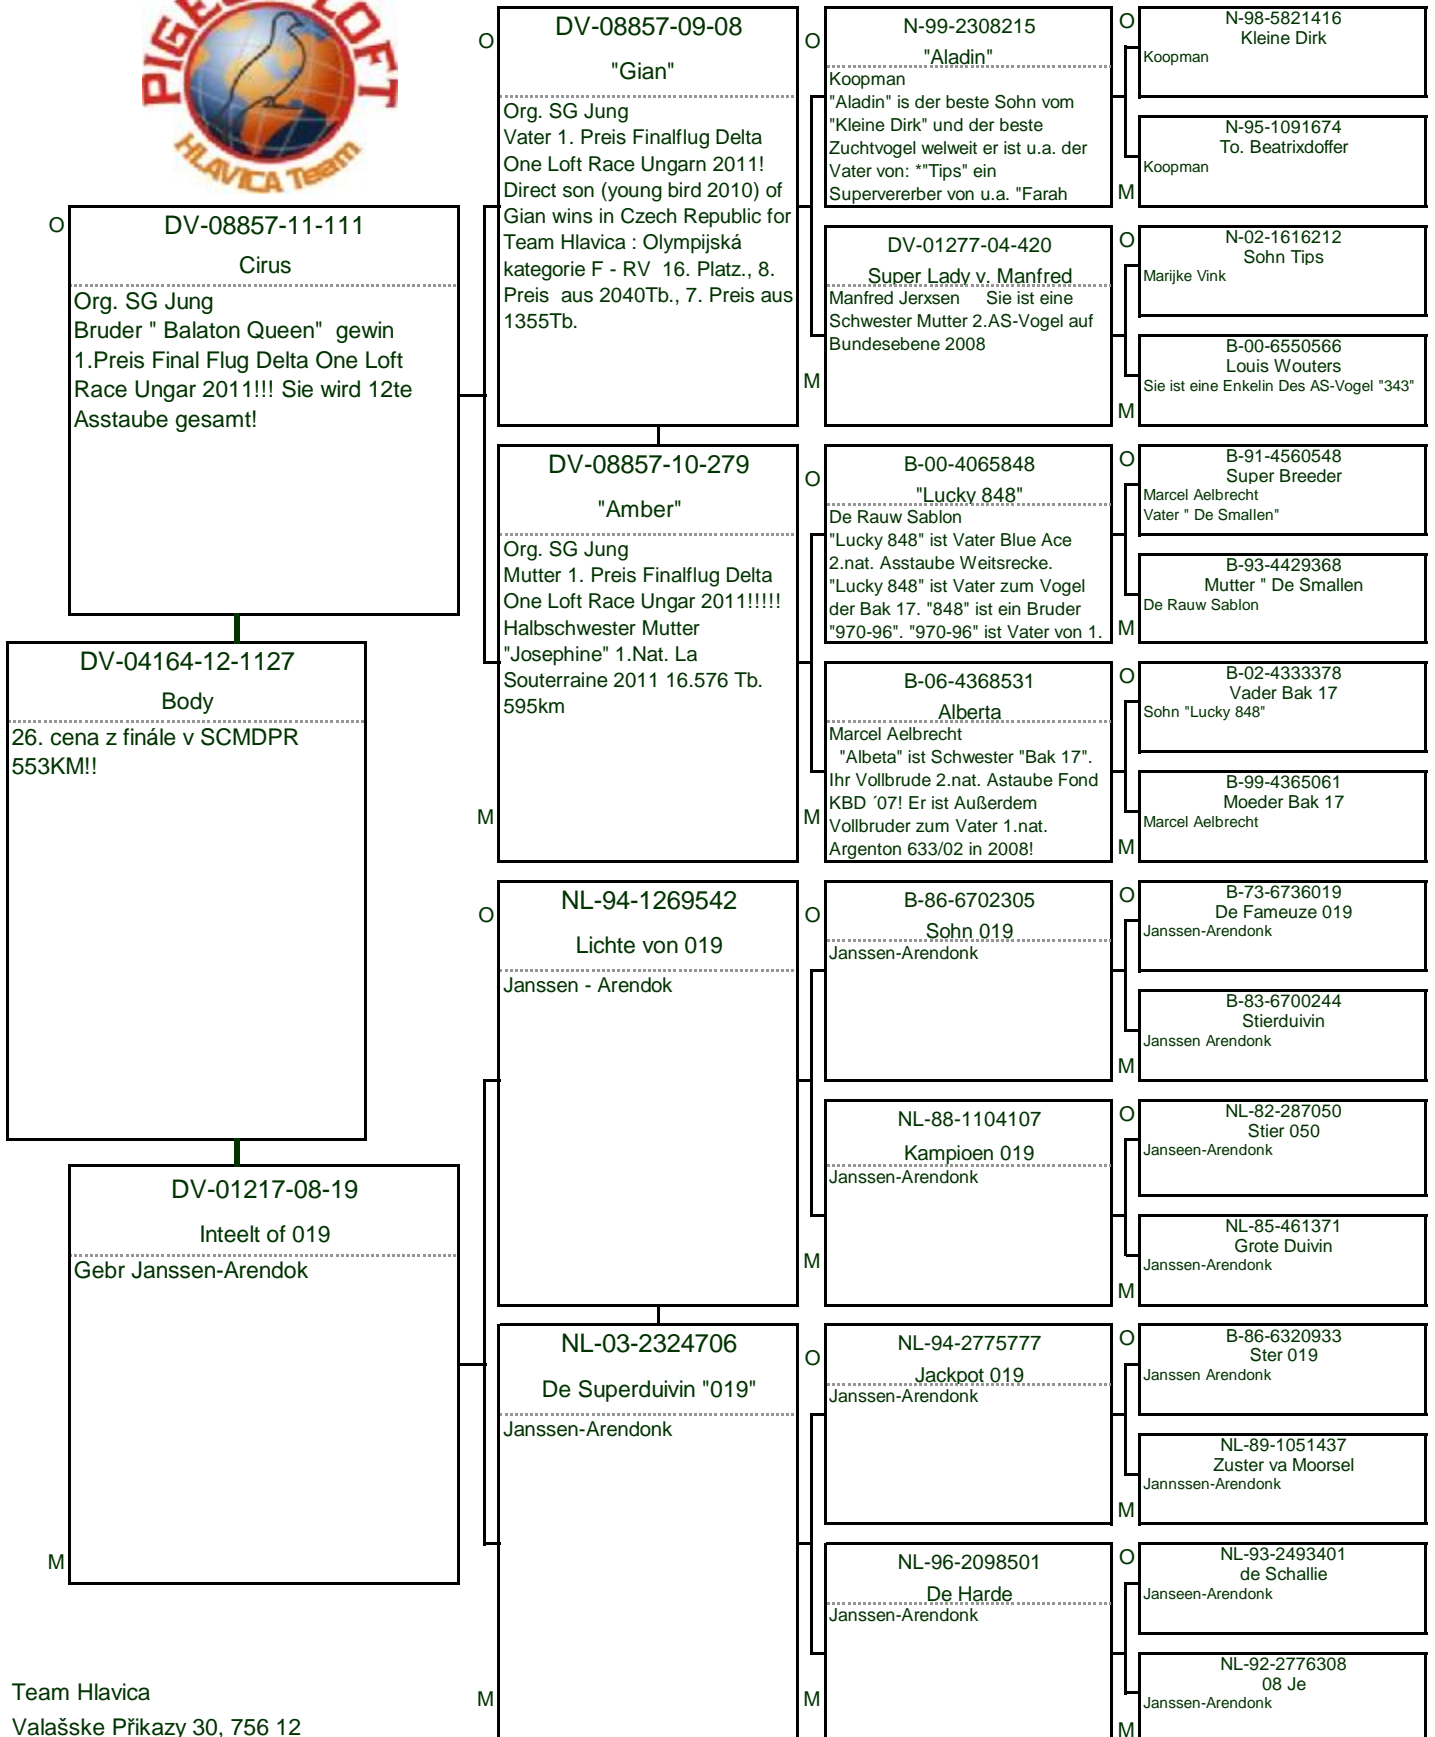 PIGEON LOFT
HLAVICA Team
O
DV-08857-11-111
Cirus
Org. SG Jung
Bruder " Balaton Queen"  gewin
1.Preis Final Flug Delta One Loft
Race Ungar 2011!!! Sie wird 12te
Asstaube gesamt!
DV-04164-12-1127
Body
26. cena z finále v SCMDPR
553KM!!
DV-01217-08-19
Inteelt of 019
Gebr Janssen-Arendok
M
Team Hlavica
Valašske Přikazy 30, 756 12
O
DV-08857-09-08
"Gian"
Org. SG Jung
Vater 1. Preis Finalflug Delta
One Loft Race Ungarn 2011!
Direct son (young bird 2010) of
Gian wins in Czech Republic for
Team Hlavica : Olympijská
kategorie F - RV  16. Platz., 8.
Preis  aus 2040Tb., 7. Preis aus
1355Tb.
DV-08857-10-279
"Amber"
Org. SG Jung
Mutter 1. Preis Finalflug Delta
One Loft Race Ungar 2011!!!!!
Halbschwester Mutter
"Josephine" 1.Nat. La
Souterraine 2011 16.576 Tb.
595km
M
O
NL-94-1269542
Lichte von 019
Janssen - Arendok
NL-03-2324706
De Superduivin "019"
Janssen-Arendonk
M
O
N-99-2308215
"Aladin"
Koopman
"Aladin" is der beste Sohn vom
"Kleine Dirk" und der beste
Zuchtvogel welweit er ist u.a. der
Vater von: *"Tips" ein
Supervererber von u.a. "Farah
DV-01277-04-420
Super Lady v. Manfred
Manfred Jerxsen     Sie ist eine
Schwester Mutter 2.AS-Vogel auf
Bundesebene 2008
M
O
B-00-4065848
"Lucky 848"
De Rauw Sablon
"Lucky 848" ist Vater Blue Ace
2.nat. Asstaube Weitsrecke.
"Lucky 848" ist Vater zum Vogel
der Bak 17. "848" ist ein Bruder
"970-96". "970-96" ist Vater von 1.
B-06-4368531
Alberta
Marcel Aelbrecht
"Albeta" ist Schwester "Bak 17".
Ihr Vollbrude 2.nat. Astaube Fond
KBD ´07! Er ist Außerdem
Vollbruder zum Vater 1.nat.
Argenton 633/02 in 2008!
M
O
B-86-6702305
Sohn 019
Janssen-Arendonk
NL-88-1104107
Kampioen 019
Janssen-Arendonk
M
O
NL-94-2775777
Jackpot 019
Janssen-Arendonk
NL-96-2098501
De Harde
Janssen-Arendonk
M
O
N-98-5821416
Kleine Dirk
Koopman
N-95-1091674
To. Beatrixdoffer
Koopman
M
O
N-02-1616212
Sohn Tips
Marijke Vink
B-00-6550566
Louis Wouters
Sie ist eine Enkelin Des AS-Vogel "343"
M
O
B-91-4560548
Super Breeder
Marcel Aelbrecht
Vater " De Smallen"
B-93-4429368
Mutter " De Smallen
De Rauw Sablon
M
O
B-02-4333378
Vader Bak 17
Sohn "Lucky 848"
B-99-4365061
Moeder Bak 17
Marcel Aelbrecht
M
O
B-73-6736019
De Fameuze 019
Janssen-Arendonk
B-83-6700244
Stierduivin
Janssen Arendonk
M
O
NL-82-287050
Stier 050
Janseen-Arendonk
NL-85-461371
Grote Duivin
Janssen-Arendonk
M
O
B-86-6320933
Ster 019
Janssen Arendonk
NL-89-1051437
Zuster va Moorsel
Jannssen-Arendonk
M
O
NL-93-2493401
de Schallie
Janseen-Arendonk
NL-92-2776308
08 Je
Janssen-Arendonk
M